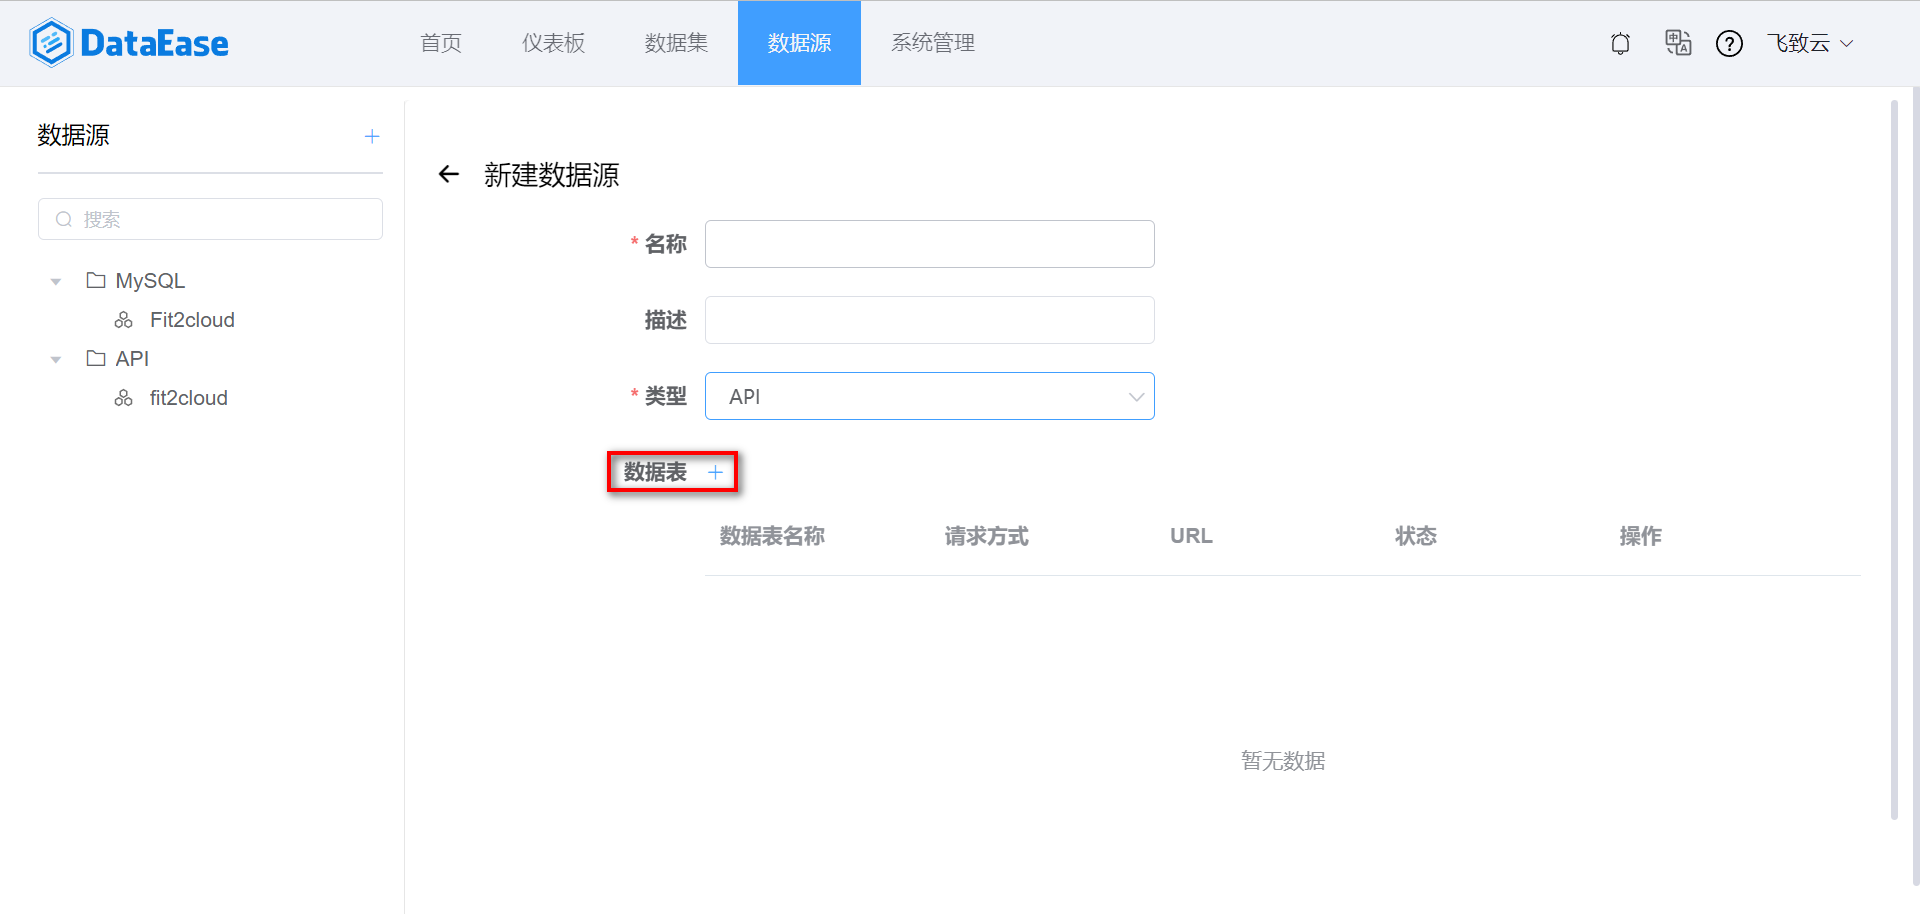 DataEase 首页 仪表板 数据集 数据源 系统管理 中 A ? 飞致云
数据源 +
搜索
MySQL
Fit2cloud
API
fit2cloud
新建数据源
* 名称
描述
* 类型 API
数据表 +
数据表名称 请求方式 URL 状态 操作
暂无数据